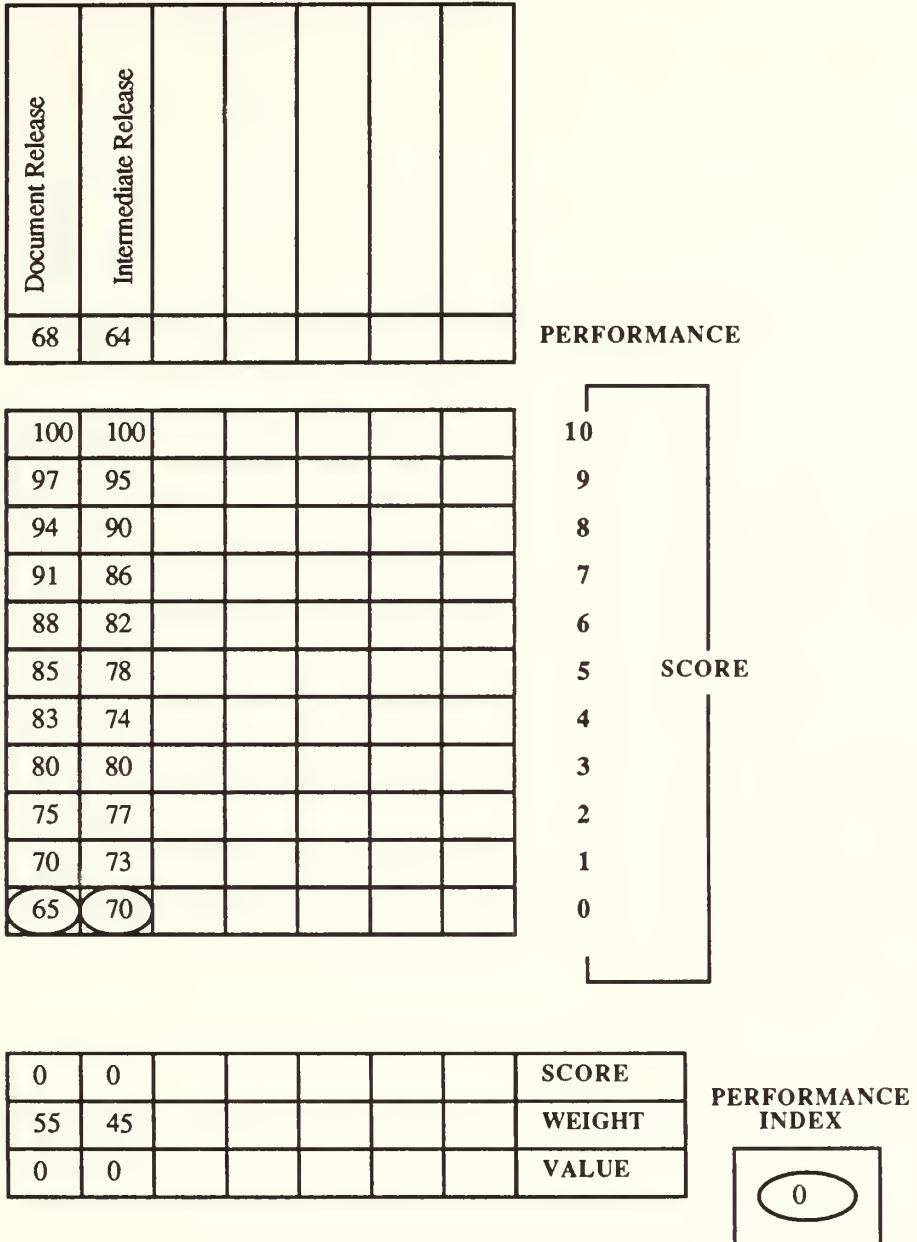 Document Release
Intermediate Release
68 64 PERFORMANCE
100 100 10
97 95 9
94 90 8
91 86 7
88 82 6
85 78 5 SCORE
83 74 4
80 80 3
75 77 2
70 73 1
65 70 0
0 0 SCORE
55 45 WEIGHT
0 0 VALUE
PERFORMANCE
INDEX
0